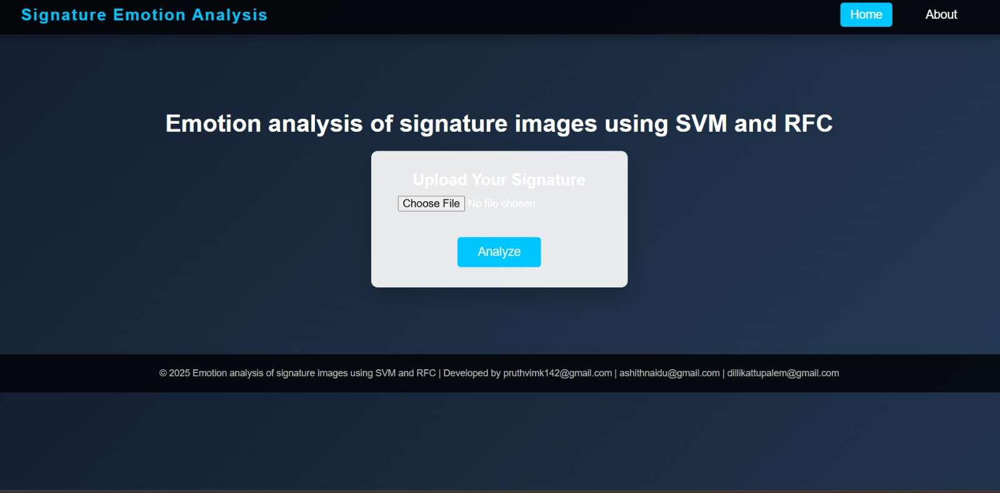 Signature Emotion Analysis
Home
About
Emotion analysis of signature images using SVM and RFC
Upload Your Signature
Choose File No file chosen
Analyze
© 2025 Emotion analysis of signature images using SVM and RFC | Developed by pruthvimk142@gmail.com | ashithnaidu@gmail.com | dillikattupalem@gmail.com